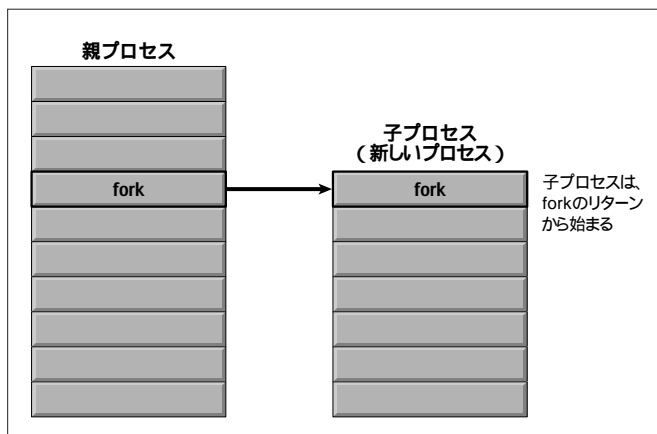 親プロセス
子プロセス
（新しいプロセス）
fork
fork
子プロセスは、
forkのリターン
から始まる